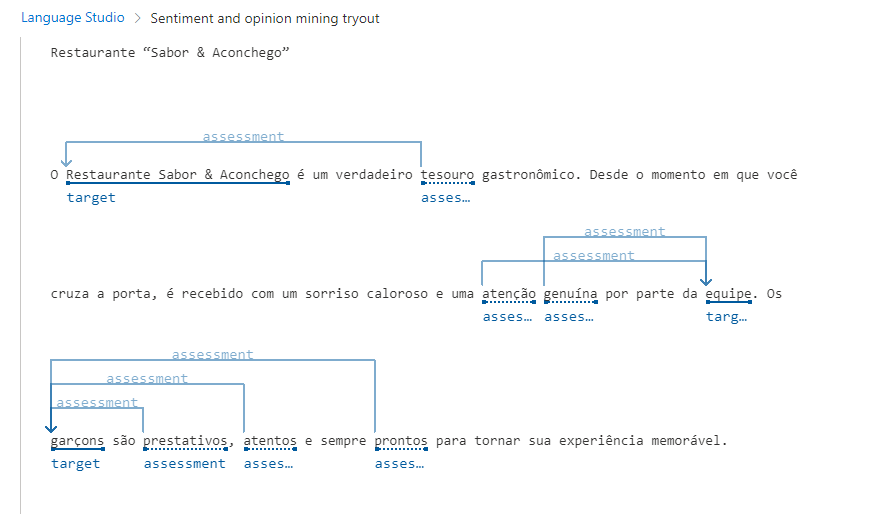 Language Studio > Sentiment and opinion mining tryout
Restaurante “Sabor & Aconchego”
assessment
O Restaurante Sabor & Aconchego é um verdadeiro tesouro gastronômico. Desde o momento em que você
target asses…
assessment
assessment
cruza a porta, é recebido com um sorriso caloroso e uma atenção genuína por parte da equipe. Os
asses… asses… targ…
assessment
assessment
assessment
garçons são prestativos, atentos e sempre prontos para tornar sua experiência memorável.
target assessment asses… asses…